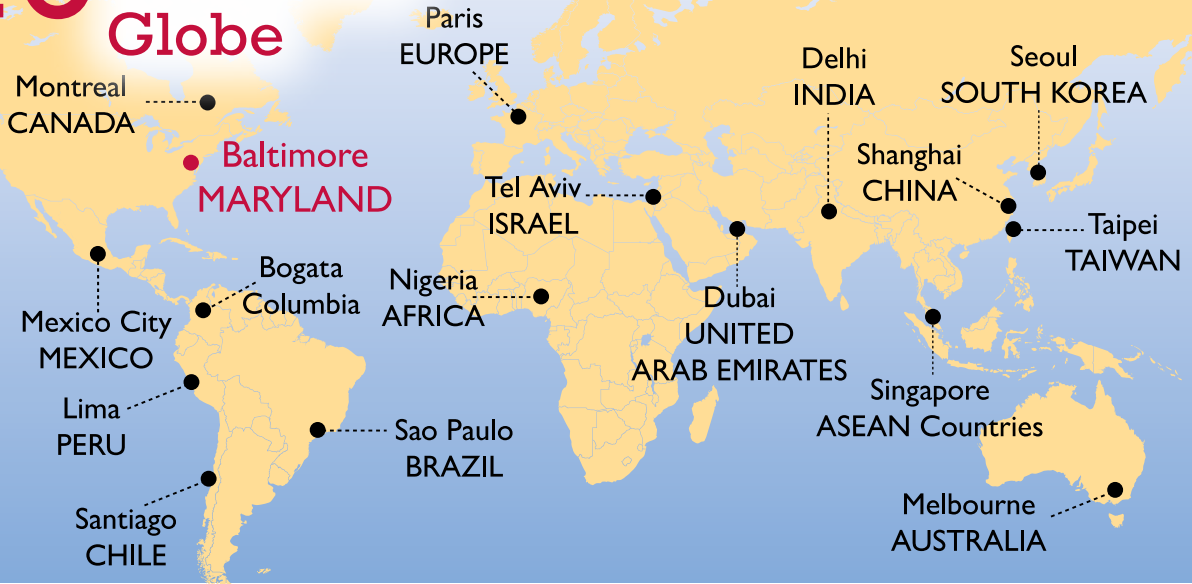 Globe
Paris
EUROPE
Montreal
CANADA
Baltimore
MARYLAND
Delhi
INDIA
Seoul
SOUTH KOREA
Shanghai
CHINA
Tel Aviv
ISRAEL
Taipei
TAIWAN
Bogata
Columbia
Nigeria
AFRICA
Dubai
UNITED
ARAB EMIRATES
Mexico City
MEXICO
Lima
PERU
Sao Paulo
BRAZIL
Singapore
ASEAN Countries
Santiago
CHILE
Melbourne
AUSTRALIA